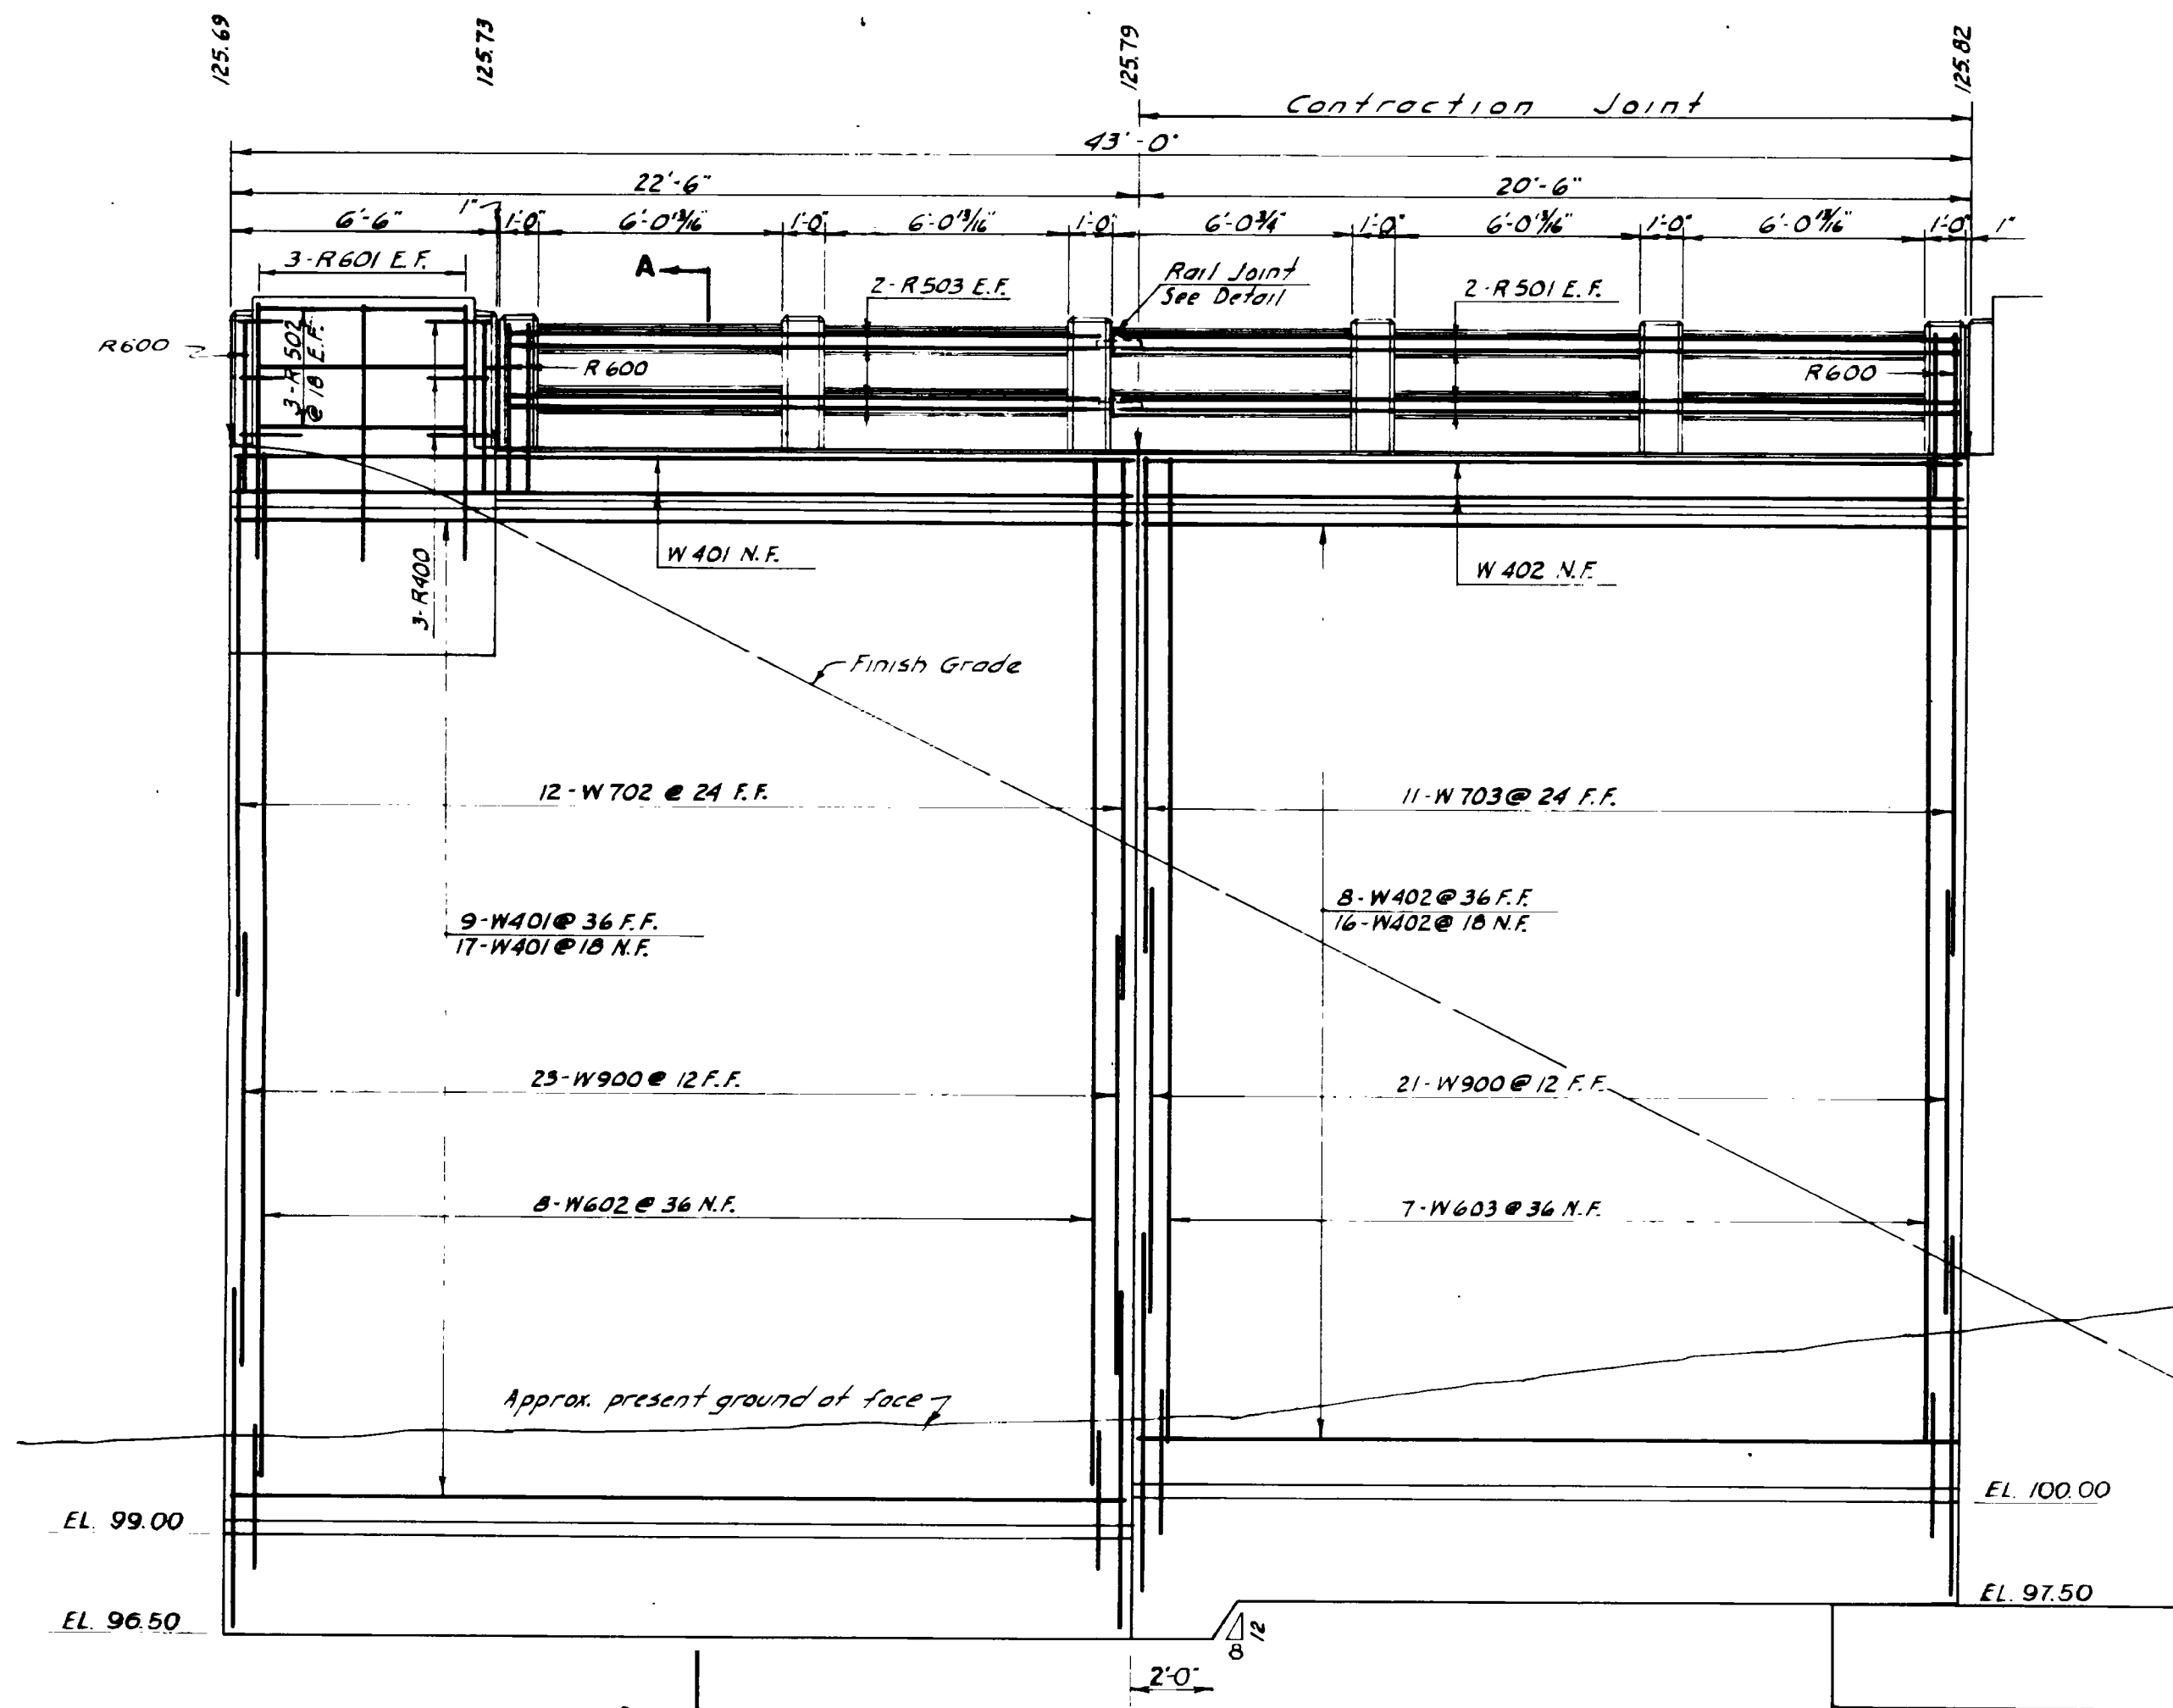 125.69
125.73
125.79
125.82
Contraction Joint
43'-0"
22'-6"
20'-6"
6'-6"
1"
1'-0"
6'-0 13/16"
1'-0"
6'-0 13/16"
1'-0"
6'-0 3/4"
1'-0"
6'-0 13/16"
1'-0"
6'-0 13/16"
1'-0"
1"
3-R601 E.F.
A
2-R503 E.F.
Rail Joint
See Detail
2-R501 E.F.
R600
3-R502
@ 18 E.F.
R600
R600
3-R400
W401 N.F.
W402 N.F.
Finish Grade
12-W702 @ 24 F.F.
11-W703 @ 24 F.F.
9-W401 @ 36 F.F.
17-W401 @ 18 N.F.
8-W402 @ 36 F.F.
16-W402 @ 18 N.F.
23-W900 @ 12 F.F.
21-W900 @ 12 F.F.
8-W602 @ 36 N.F.
7-W603 @ 36 N.F.
Approx. present ground at face
EL. 99.00
EL. 100.00
EL. 96.50
EL. 97.50
12
8
2'-0"